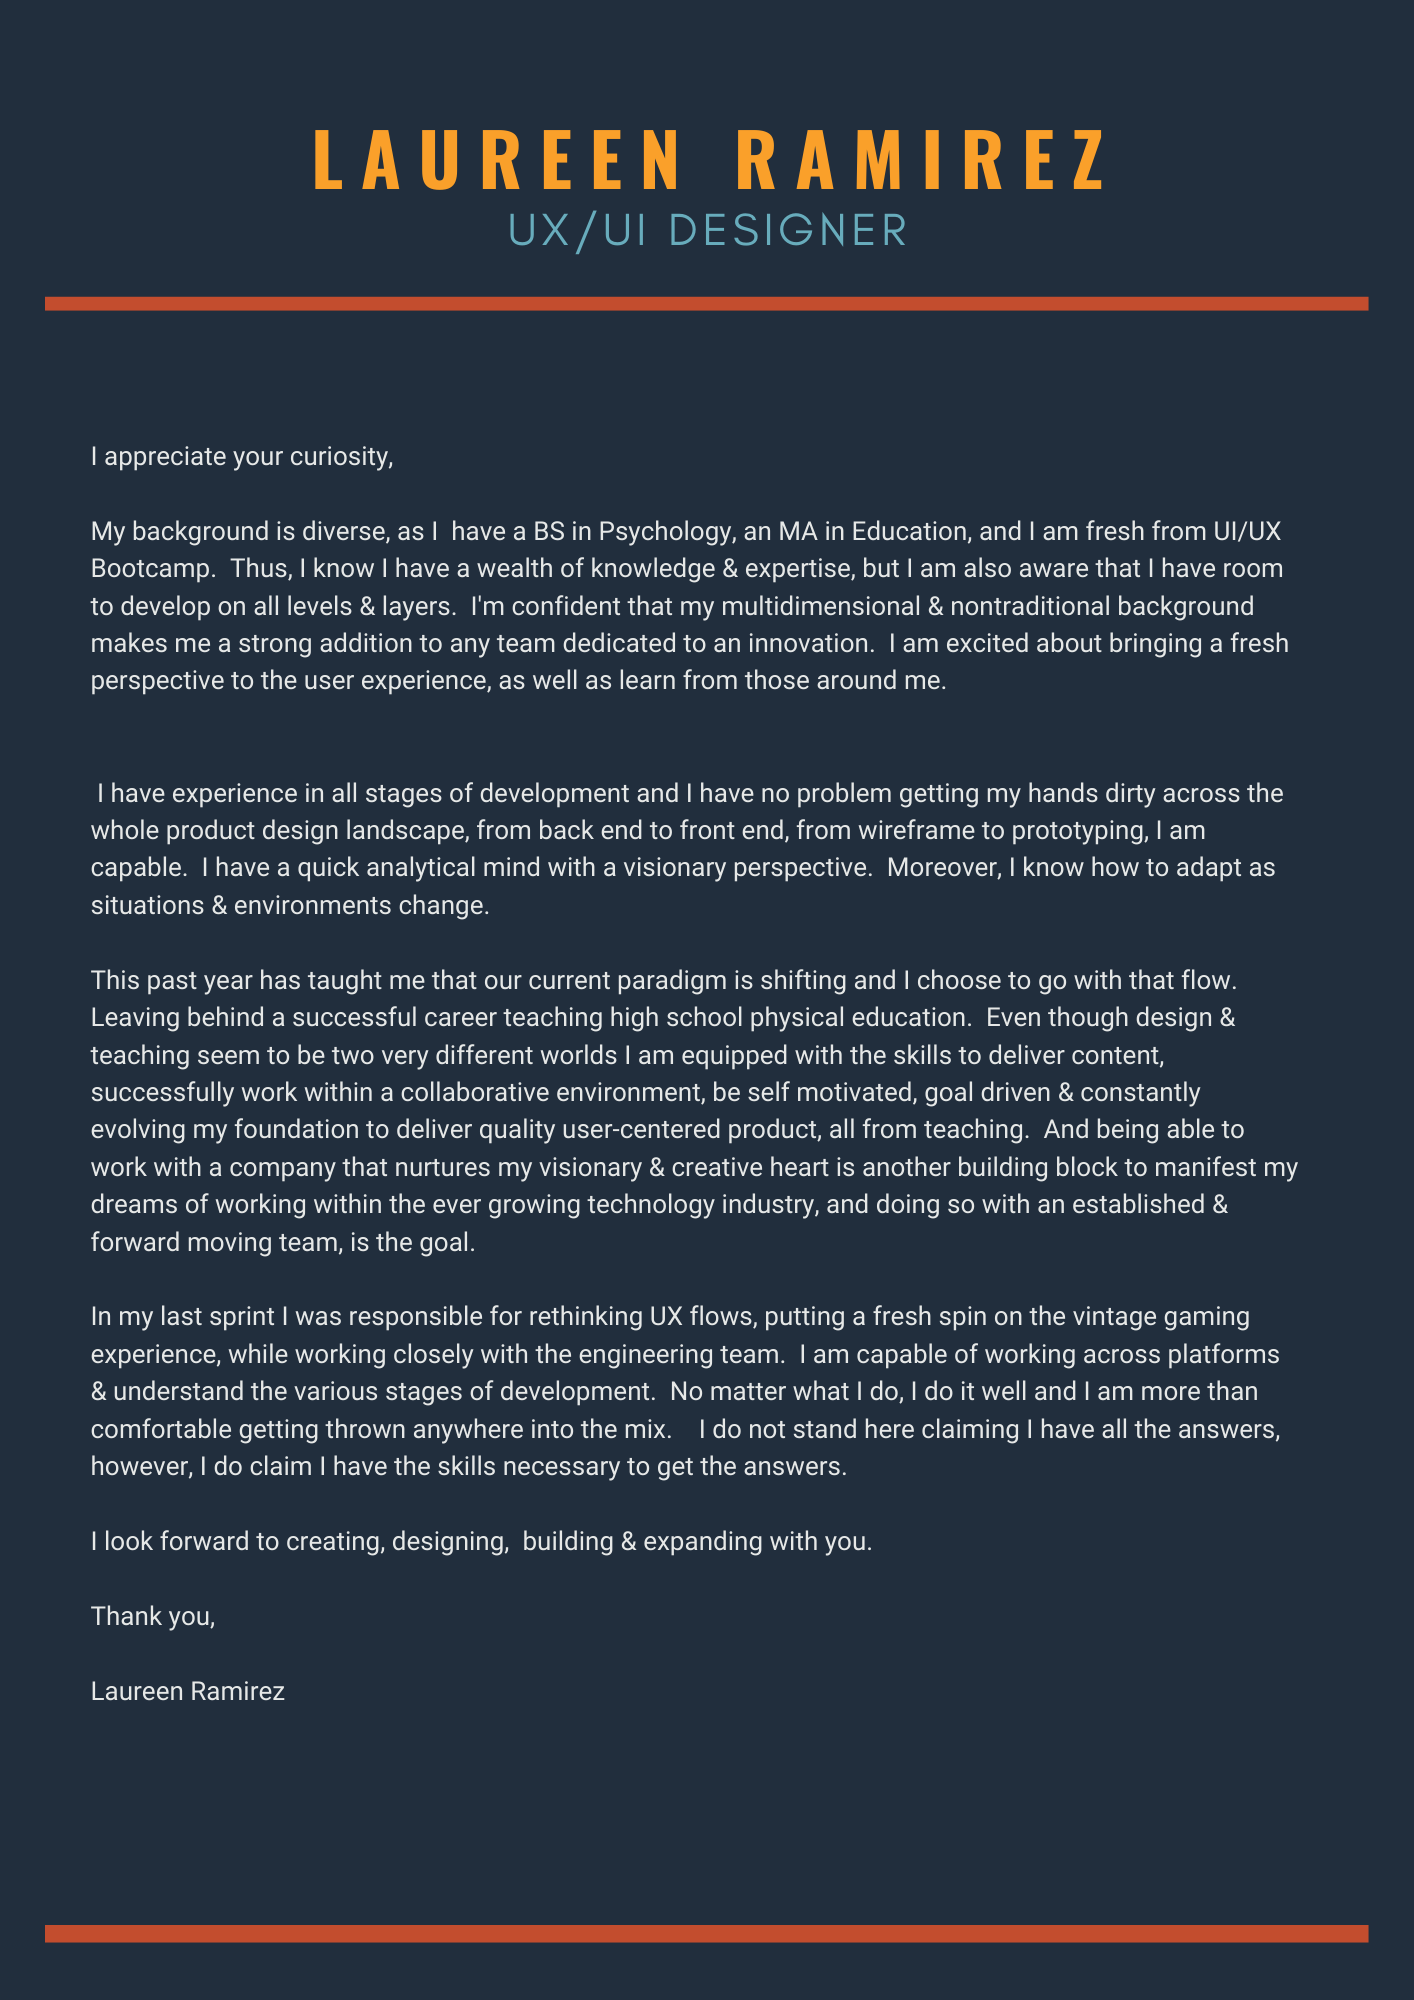 LAUREEN RAMIREZ
UX/UI DESIGNER
I appreciate your curiosity,
My background is diverse, as I  have a BS in Psychology, an MA in Education, and I am fresh from UI/UX
Bootcamp.  Thus, I know I have a wealth of knowledge & expertise, but I am also aware that I have room
to develop on all levels & layers.  I'm confident that my multidimensional & nontraditional background
makes me a strong addition to any team dedicated to an innovation.  I am excited about bringing a fresh
perspective to the user experience, as well as learn from those around me.
I have experience in all stages of development and I have no problem getting my hands dirty across the
whole product design landscape, from back end to front end, from wireframe to prototyping, I am
capable.  I have a quick analytical mind with a visionary perspective.  Moreover, I know how to adapt as
situations & environments change.
This past year has taught me that our current paradigm is shifting and I choose to go with that flow.
Leaving behind a successful career teaching high school physical education.  Even though design &
teaching seem to be two very different worlds I am equipped with the skills to deliver content,
successfully work within a collaborative environment, be self motivated, goal driven & constantly
evolving my foundation to deliver quality user-centered product, all from teaching.  And being able to
work with a company that nurtures my visionary & creative heart is another building block to manifest my
dreams of working within the ever growing technology industry, and doing so with an established &
forward moving team, is the goal.
In my last sprint I was responsible for rethinking UX flows, putting a fresh spin on the vintage gaming
experience, while working closely with the engineering team.  I am capable of working across platforms
& understand the various stages of development.  No matter what I do, I do it well and I am more than
comfortable getting thrown anywhere into the mix.    I do not stand here claiming I have all the answers,
however, I do claim I have the skills necessary to get the answers.
I look forward to creating, designing,  building & expanding with you.
Thank you,
Laureen Ramirez